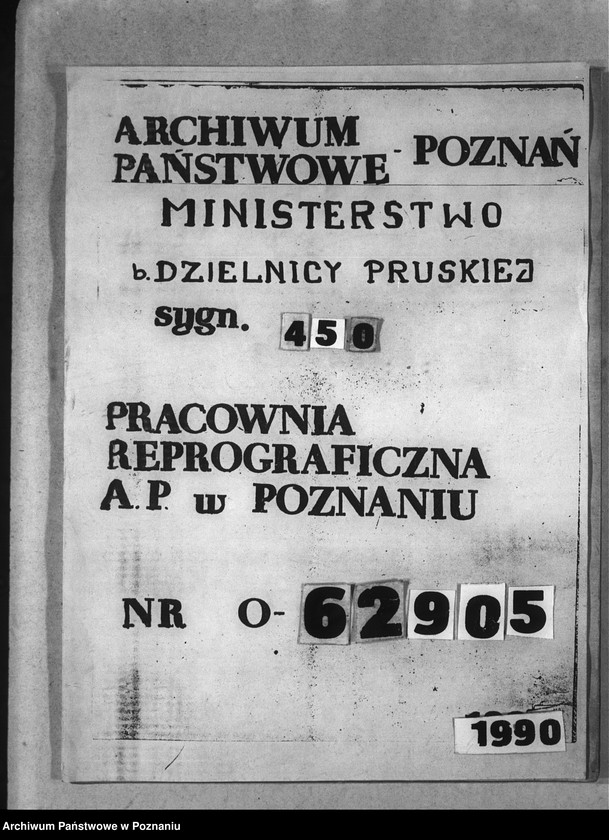 ARCHIWUM
PAŃSTWOWE - POZNAŃ
MINISTERSTWO
b. DZIELNICY PRUSKIEJ
sygn. 450
PRACOWNIA
REPROGRAFICZNA
A.P. w POZNANIU
NR O-62905
1990
Archiwum Państwowe w Poznaniu